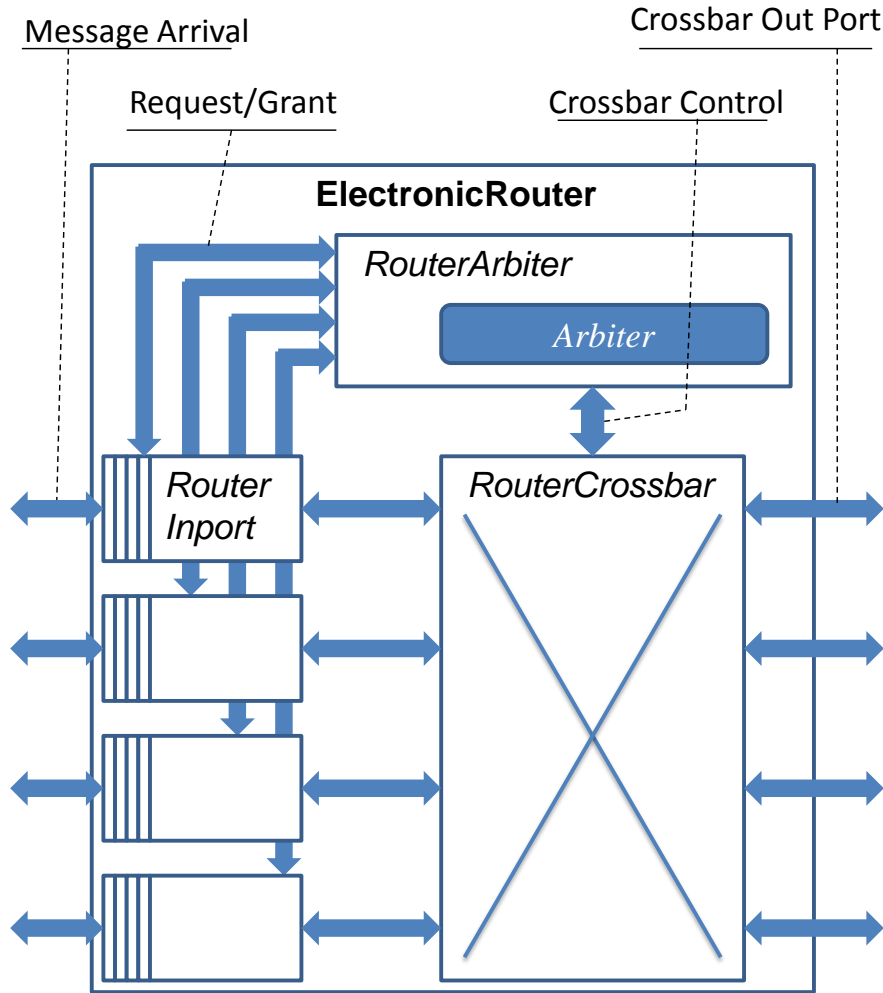 Message Arrival
Crossbar Out Port
Request/Grant
Crossbar Control
ElectronicRouter
RouterArbiter
Arbiter
Router
Inport
RouterCrossbar